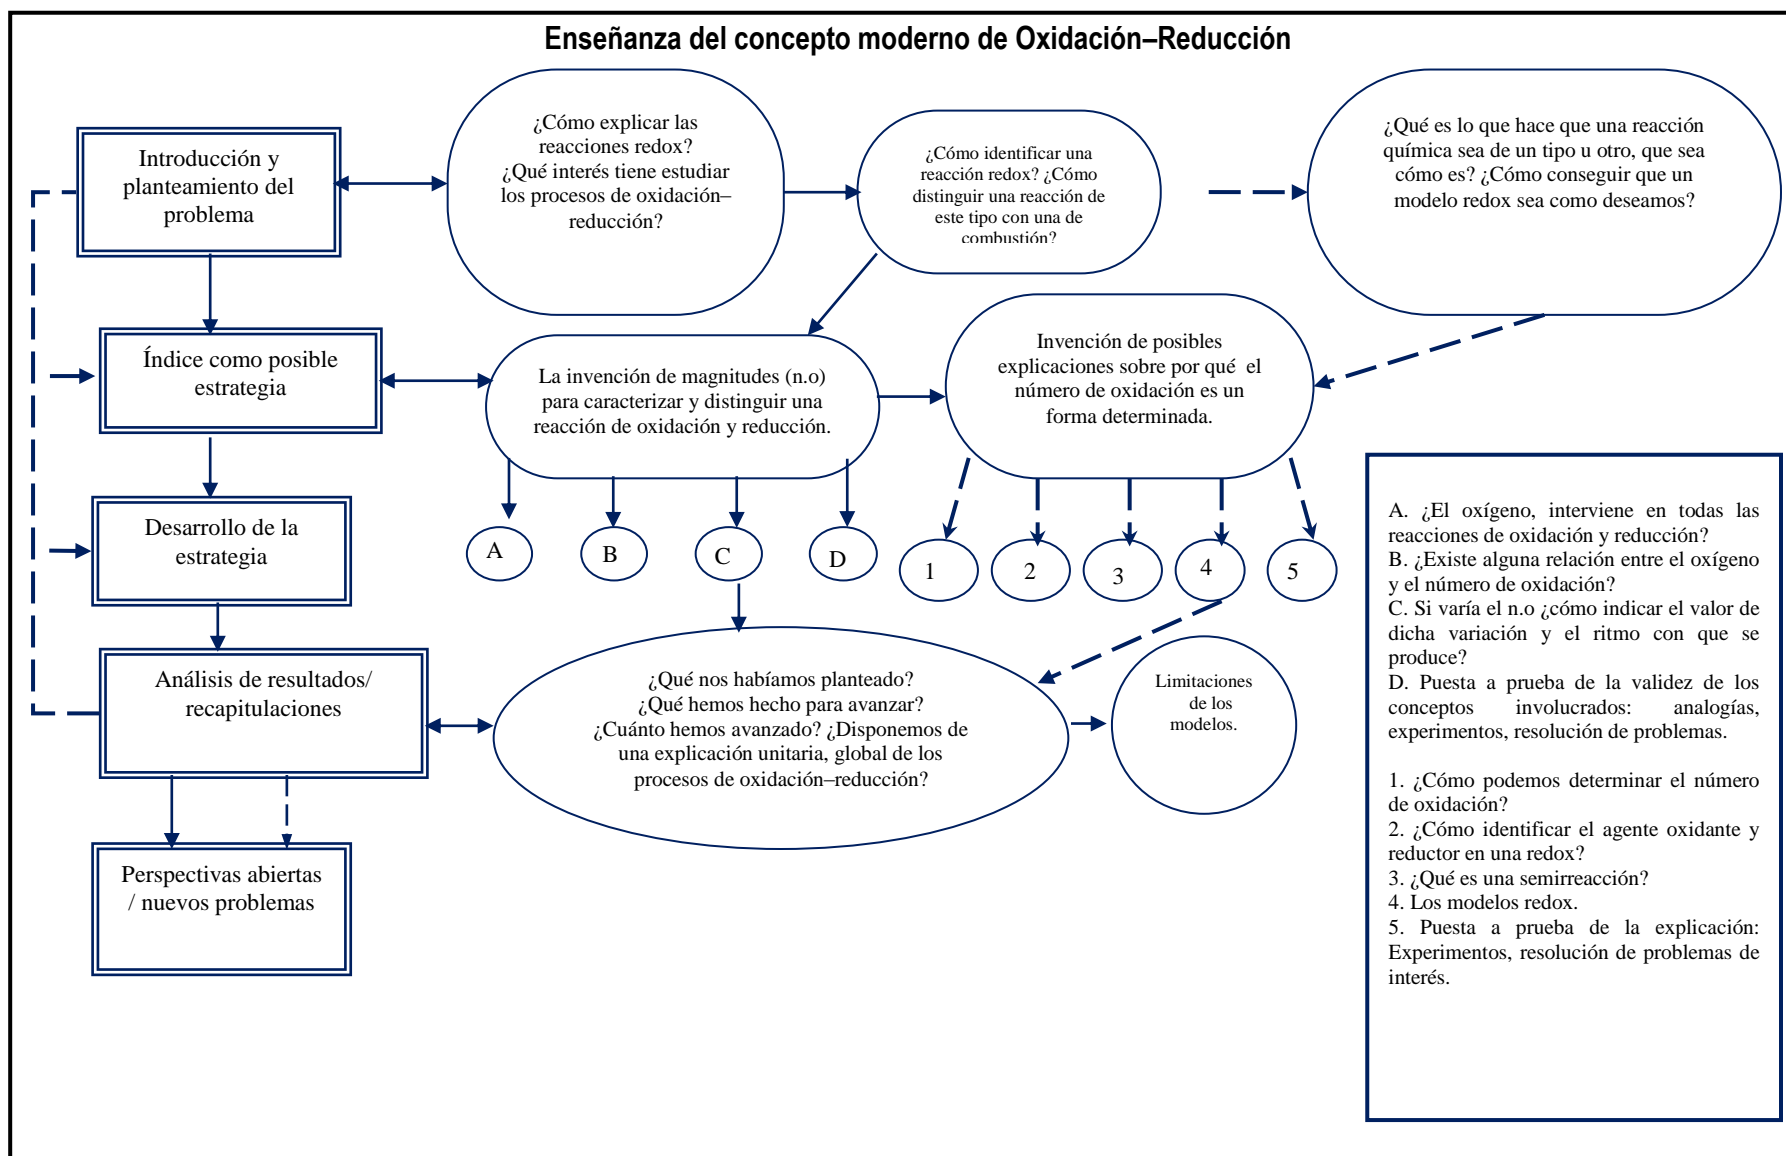 Enseñanza del concepto moderno de Oxidación–Reducción
Introducción y
planteamiento del
problema
¿Cómo explicar las
reacciones redox?
¿Qué interés tiene estudiar
los procesos de oxidación–
reducción?
¿Cómo identificar una
reacción redox? ¿Cómo
distinguir una reacción de
este tipo con una de
combustión?
¿Qué es lo que hace que una reacción
química sea de un tipo u otro, que sea
cómo es? ¿Cómo conseguir que un
modelo redox sea como deseamos?
Índice como posible
estrategia
La invención de magnitudes (n.o)
para caracterizar y distinguir una
reacción de oxidación y reducción.
Invención de posibles
explicaciones sobre por qué  el
número de oxidación es un
forma determinada.
Desarrollo de la
estrategia
A
B
C
D
1
2
3
4
5
Análisis de resultados/
recapitulaciones
¿Qué nos habíamos planteado?
¿Qué hemos hecho para avanzar?
¿Cuánto hemos avanzado? ¿Disponemos de
una explicación unitaria, global de los
procesos de oxidación–reducción?
Limitaciones
de los
modelos.
Perspectivas abiertas
/ nuevos problemas
A. ¿El oxígeno, interviene en todas las
reacciones de oxidación y reducción?
B. ¿Existe alguna relación entre el oxígeno
y el número de oxidación?
C. Si varía el n.o ¿cómo indicar el valor de
dicha variación y el ritmo con que se
produce?
D. Puesta a prueba de la validez de los
conceptos involucrados: analogías,
experimentos, resolución de problemas.
1. ¿Cómo podemos determinar el número
de oxidación?
2. ¿Cómo identificar el agente oxidante y
reductor en una redox?
3. ¿Qué es una semirreacción?
4. Los modelos redox.
5. Puesta a prueba de la explicación:
Experimentos, resolución de problemas de
interés.